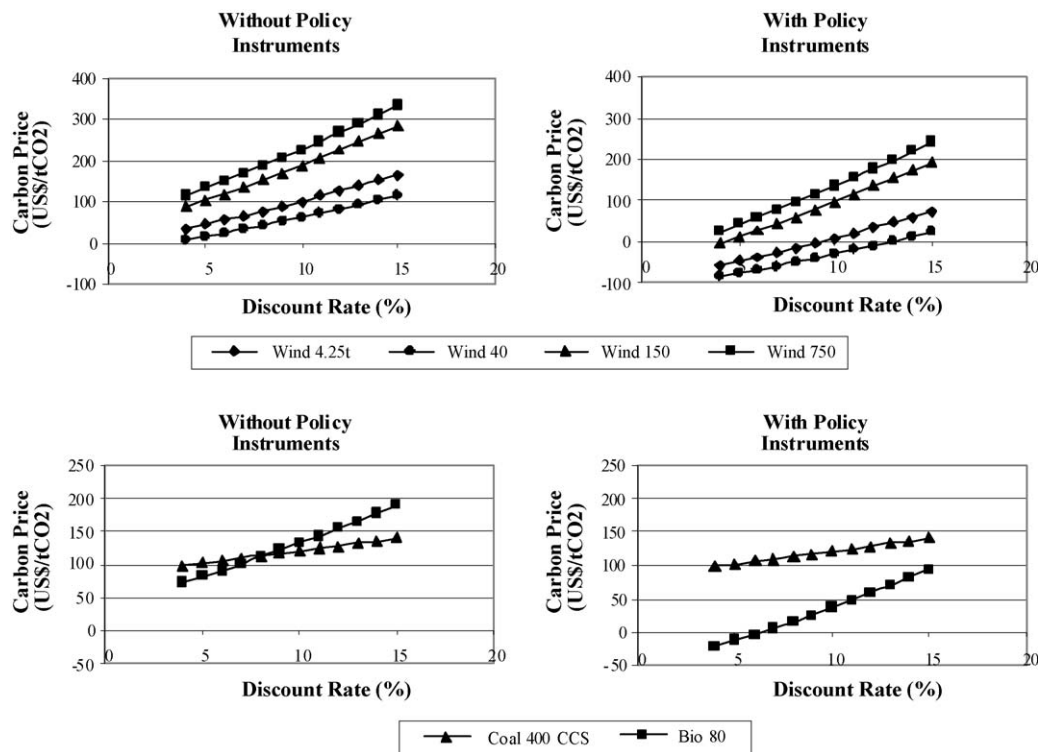 Without Policy
Instruments
Carbon Price
(US$/tCO2)
400
300
200
100
0
-100
0 5 10 15 20
Discount Rate (%)
With Policy
Instruments
Carbon Price
(US$/tCO2)
400
300
200
100
0
-100
0 5 10 15 20
Discount Rate (%)
Wind 4.25t Wind 40 Wind 150 Wind 750
Without Policy
Instruments
Carbon Price
(US$/tCO2)
250
200
150
100
50
0
-50
0 5 10 15 20
Discount Rate (%)
With Policy
Instruments
Carbon Price
(US$/tCO2)
250
200
150
100
50
0
-50
0 5 10 15 20
Discount Rate (%)
Coal 400 CCS Bio 80